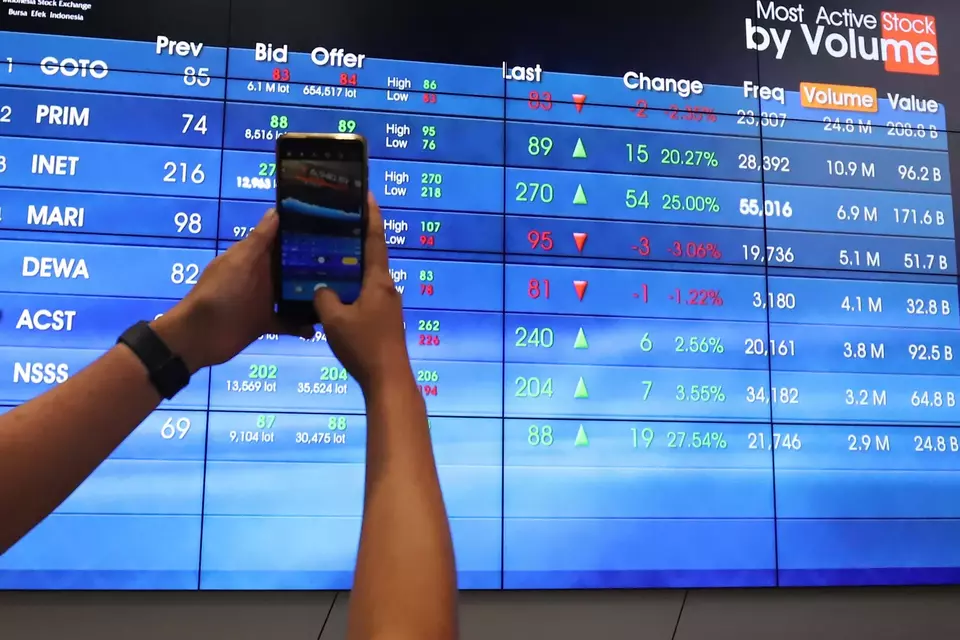 Indonesia Stock Exchange
Bursa Efek Indonesia
Most Active Stock
by Volume
Prev Bid Offer Last Change Freq Volume Value
1 GOTO 85 83 84 High 86 83 -2 -2.35% 23,307 24.8 M 208.8 B
6.1 M lot 654,517 lot Low 83
2 PRIM 74 88 89 High 95 89 15 20.27% 28,392 10.9 M 96.2 B
8,516 lot Low 76
3 INET 216 High 270 270 54 25.00% 55,016 6.9 M 171.6 B
12,963 lot Low 218
MARI 98 High 107 95 -3 -3.06% 19,736 5.1 M 51.7 B
Low 94
DEWA 82 High 83 81 -1 -1.22% 3,180 4.1 M 32.8 B
Low 78
ACST 262 240 6 2.56% 20,161 3.8 M 92.5 B
226
NSSS 202 204 206 204 7 3.55% 34,182 3.2 M 64.8 B
13,569 lot 35,524 lot 194
69 87 88 88 19 27.54% 21,746 2.9 M 24.8 B
9,104 lot 30,475 lot